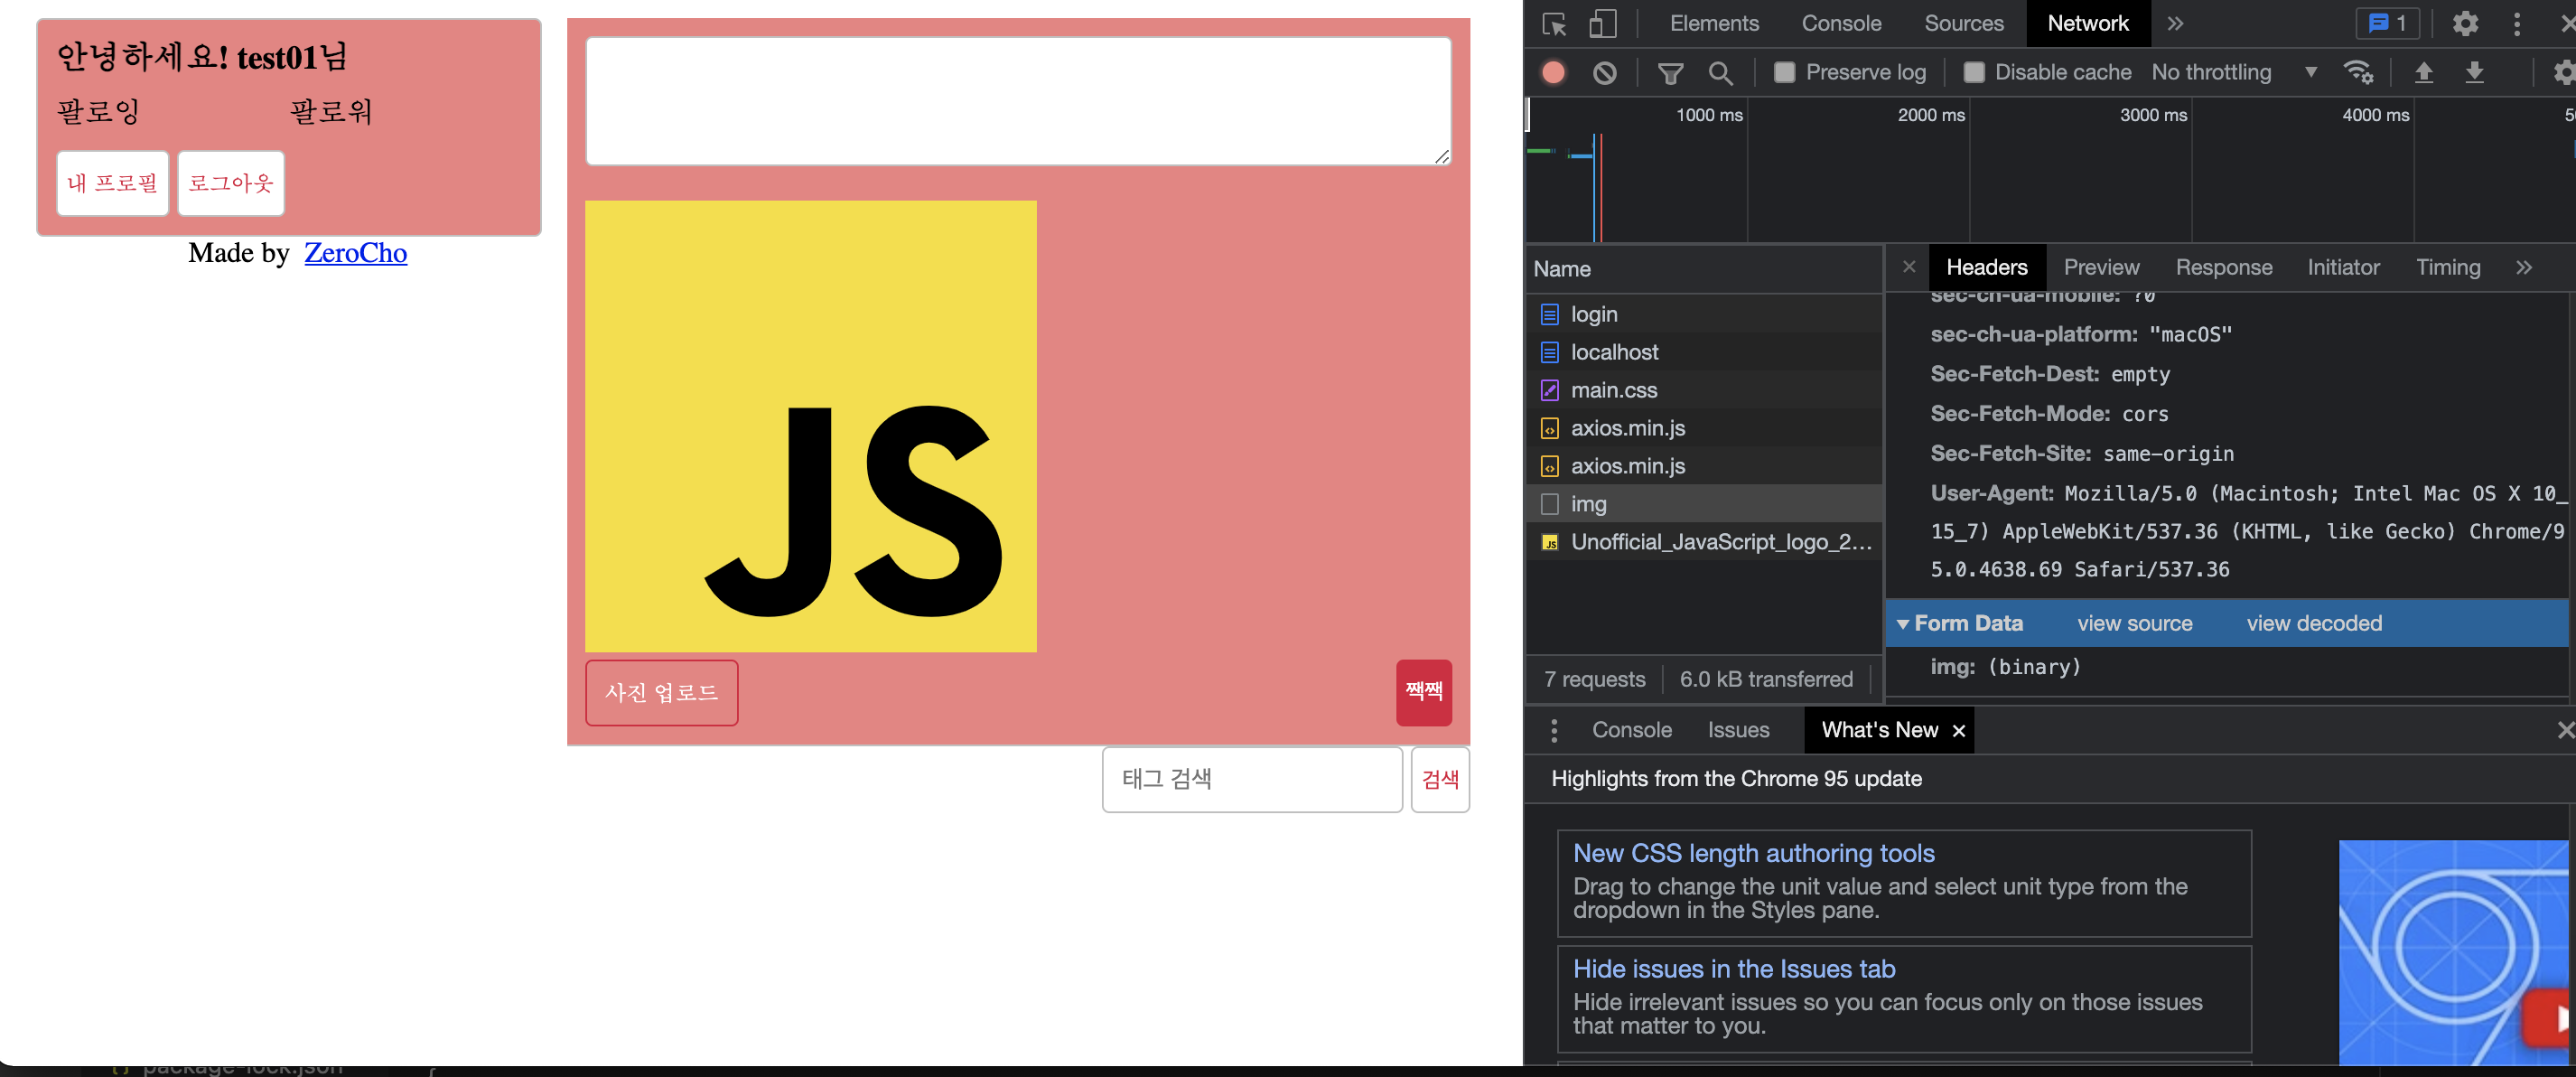 안녕하세요! test01님
팔로잉 팔로워
내 프로필 로그아웃
Made by ZeroCho
JS
사진 업로드 짹짹
태그 검색 검색
Elements Console Sources Network 1
Preserve log Disable cache No throttling
1000 ms 2000 ms 3000 ms 4000 ms
Name
login
localhost
main.css
axios.min.js
axios.min.js
img
JS Unofficial_JavaScript_logo_2...
7 requests 6.0 kB transferred
Headers Preview Response Initiator Timing
sec-ch-ua-mobile: ?0
sec-ch-ua-platform: "macOS"
Sec-Fetch-Dest: empty
Sec-Fetch-Mode: cors
Sec-Fetch-Site: same-origin
User-Agent: Mozilla/5.0 (Macintosh; Intel Mac OS X 10_
15_7) AppleWebKit/537.36 (KHTML, like Gecko) Chrome/9
5.0.4638.69 Safari/537.36
Form Data view source view decoded
img: (binary)
Console Issues What's New
Highlights from the Chrome 95 update
New CSS length authoring tools
Drag to change the unit value and select unit type from the
dropdown in the Styles pane.
Hide issues in the Issues tab
Hide irrelevant issues so you can focus only on those issues
that matter to you.
package-lock.json